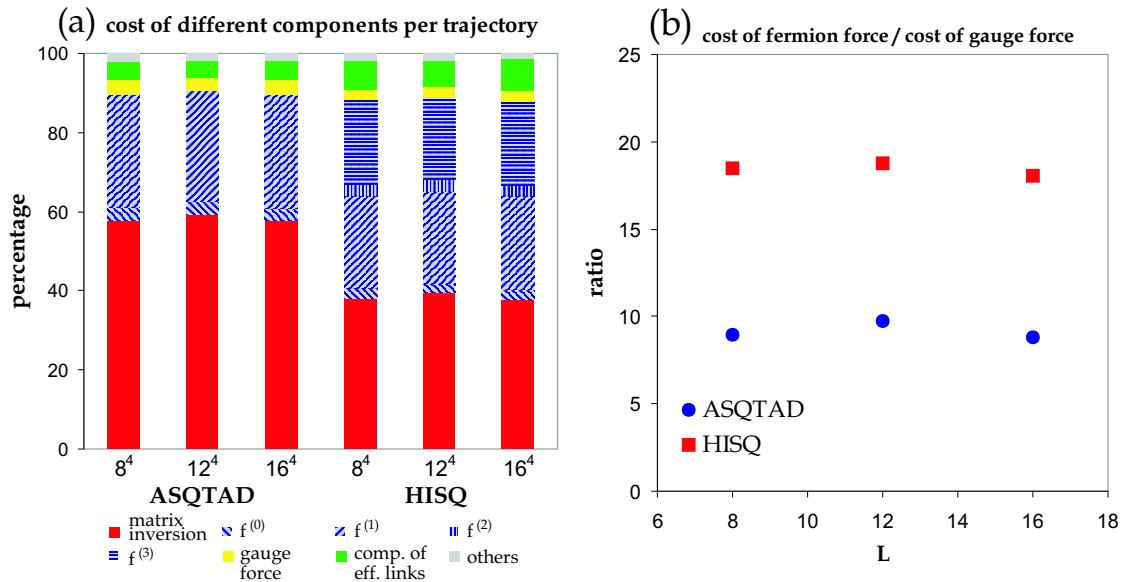 (a) cost of different components per trajectory
100
80
60
40
20
0
percentage
8⁴ 12⁴ 16⁴ 8⁴ 12⁴ 16⁴
ASQTAD HISQ
matrix inversion
f⁽⁰⁾
f⁽¹⁾
f⁽²⁾
f⁽³⁾
gauge force
comp. of eff. links
others
(b) cost of fermion force / cost of gauge force
25
20
15
10
5
0
ratio
ASQTAD
HISQ
6 8 10 12 14 16 18
L